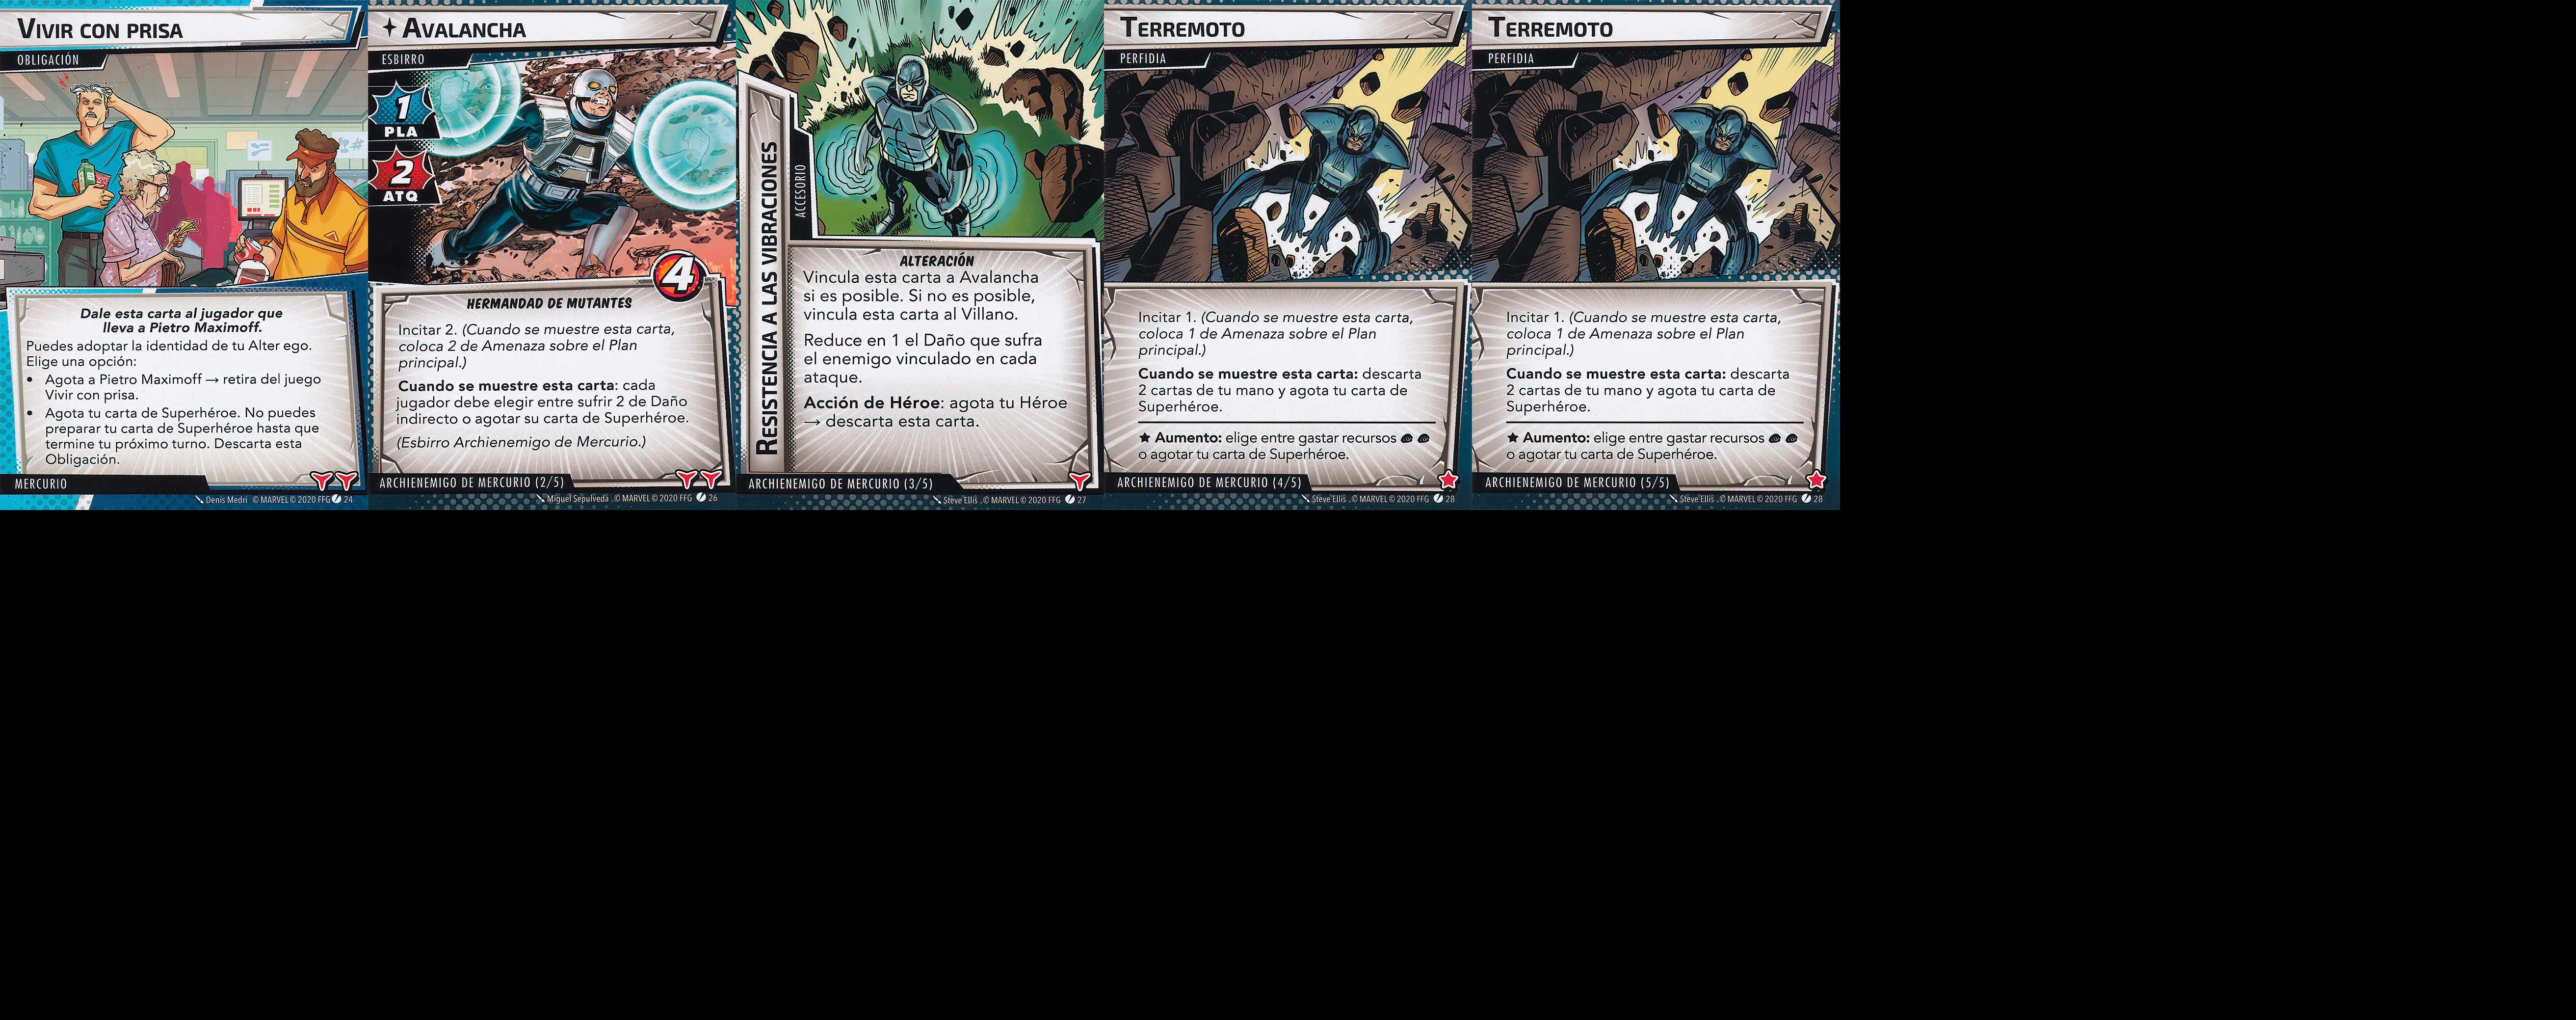 VIVIR CON PRISA
OBLIGACIÓN
Dale esta carta al jugador que
lleva a Pietro Maximoff.
Puedes adoptar la identidad de tu Alter ego.
Elige una opción:
• Agota a Pietro Maximoff → retira del juego
Vivir con prisa.
• Agota tu carta de Superhéroe. No puedes
preparar tu carta de Superhéroe hasta que
termine tu próximo turno. Descarta esta
Obligación.
MERCURIO
Denis Medri © MARVEL © 2020 FFG 24
AVALANCHA
ESBIRRO
1
PLA
2
ATQ
4
HERMANDAD DE MUTANTES
Incitar 2. (Cuando se muestre esta carta,
coloca 2 de Amenaza sobre el Plan
principal.)
Cuando se muestre esta carta: cada
jugador debe elegir entre sufrir 2 de Daño
indirecto o agotar su carta de Superhéroe.
(Esbirro Archienemigo de Mercurio.)
ARCHIENEMIGO DE MERCURIO (2/5)
Miguel Sepulveda .© MARVEL © 2020 FFG 26
RESISTENCIA A LAS VIBRACIONES
ACCESORIO
ALTERACIÓN
Vincula esta carta a Avalancha
si es posible. Si no es posible,
vincula esta carta al Villano.
Reduce en 1 el Daño que sufra
el enemigo vinculado en cada
ataque.
Acción de Héroe: agota tu Héroe
→ descarta esta carta.
ARCHIENEMIGO DE MERCURIO (3/5)
Steve Ellis .© MARVEL © 2020 FFG 27
TERREMOTO
PERFIDIA
Incitar 1. (Cuando se muestre esta carta,
coloca 1 de Amenaza sobre el Plan
principal.)
Cuando se muestre esta carta: descarta
2 cartas de tu mano y agota tu carta de
Superhéroe.
★ Aumento: elige entre gastar recursos
o agotar tu carta de Superhéroe.
ARCHIENEMIGO DE MERCURIO (4/5)
Steve Ellis .© MARVEL © 2020 FFG 28
TERREMOTO
PERFIDIA
Incitar 1. (Cuando se muestre esta carta,
coloca 1 de Amenaza sobre el Plan
principal.)
Cuando se muestre esta carta: descarta
2 cartas de tu mano y agota tu carta de
Superhéroe.
★ Aumento: elige entre gastar recursos
o agotar tu carta de Superhéroe.
ARCHIENEMIGO DE MERCURIO (5/5)
Steve Ellis .© MARVEL © 2020 FFG 28